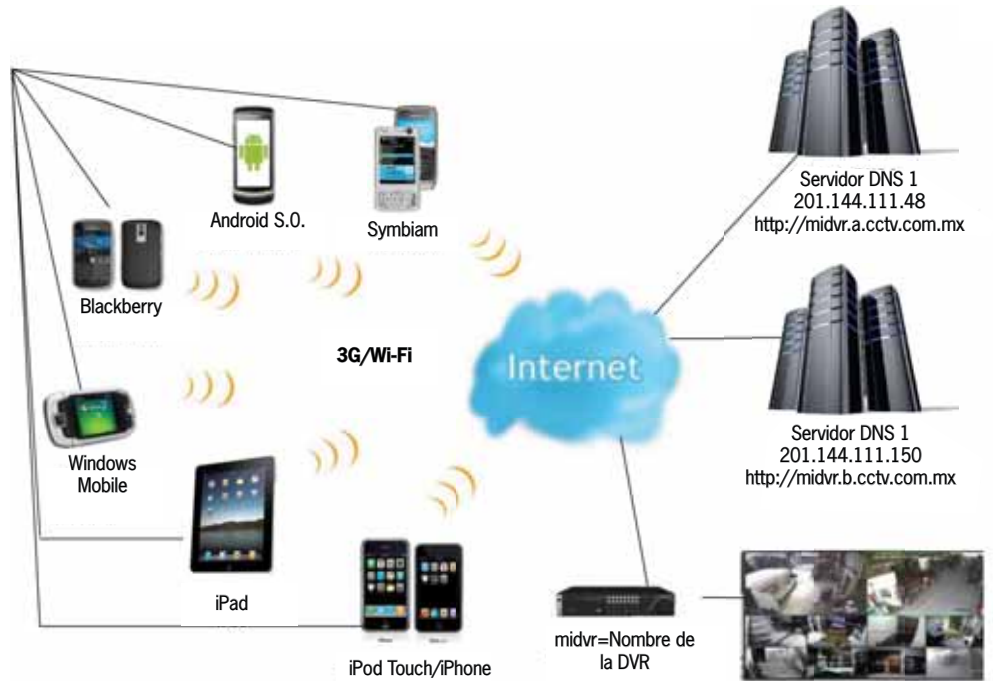 Servidor DNS 1
201.144.111.48
http://midvr.a.cctv.com.mx
Android S.O.
Symbiam
Blackberry
3G/Wi-Fi
Internet
Servidor DNS 1
201.144.111.150
http://midvr.b.cctv.com.mx
Windows
Mobile
iPad
iPod Touch/iPhone
midvr=Nombre de
la DVR